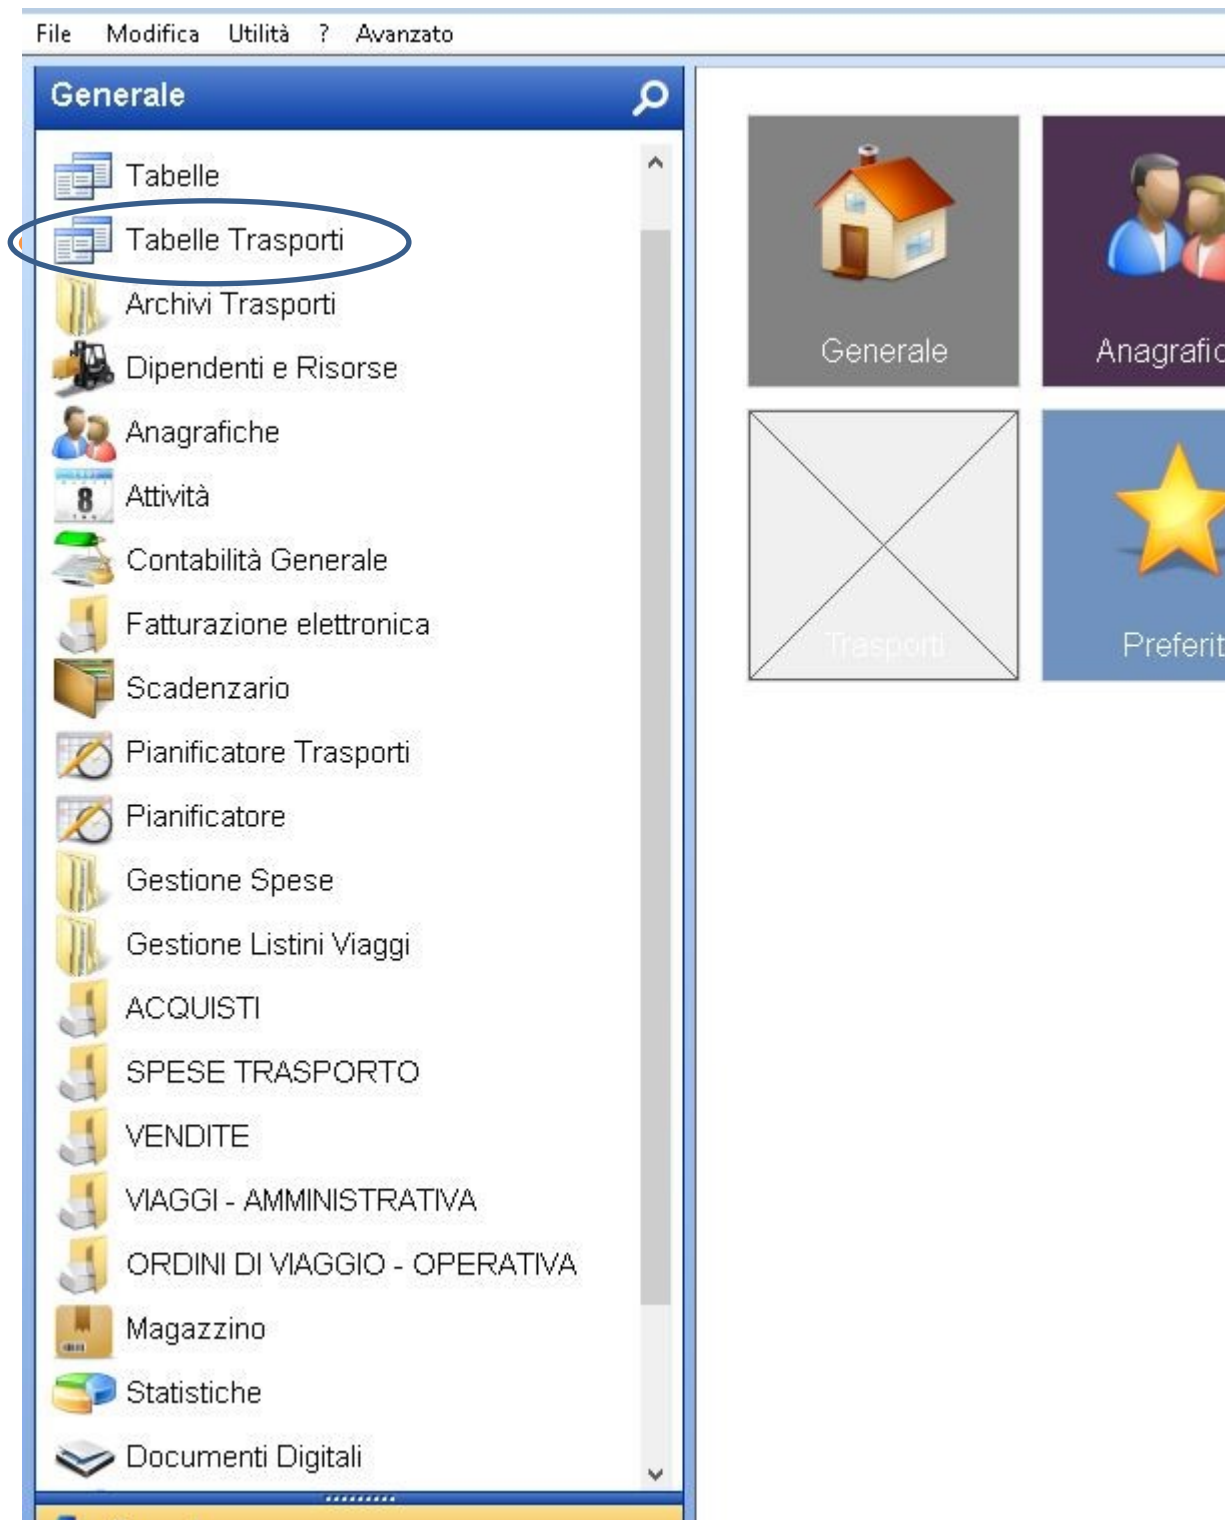 File Modifica Utilità ? Avanzato
Generale
Tabelle
Tabelle Trasporti
Archivi Trasporti
Dipendenti e Risorse
Anagrafiche
8
Attività
Contabilità Generale
Fatturazione elettronica
Scadenzario
Pianificatore Trasporti
Pianificatore
Gestione Spese
Gestione Listini Viaggi
ACQUISTI
SPESE TRASPORTO
VENDITE
VIAGGI - AMMINISTRATIVA
ORDINI DI VIAGGIO - OPERATIVA
Magazzino
Statistiche
Documenti Digitali
Generale
Anagrafic
Trasporti
Preferit